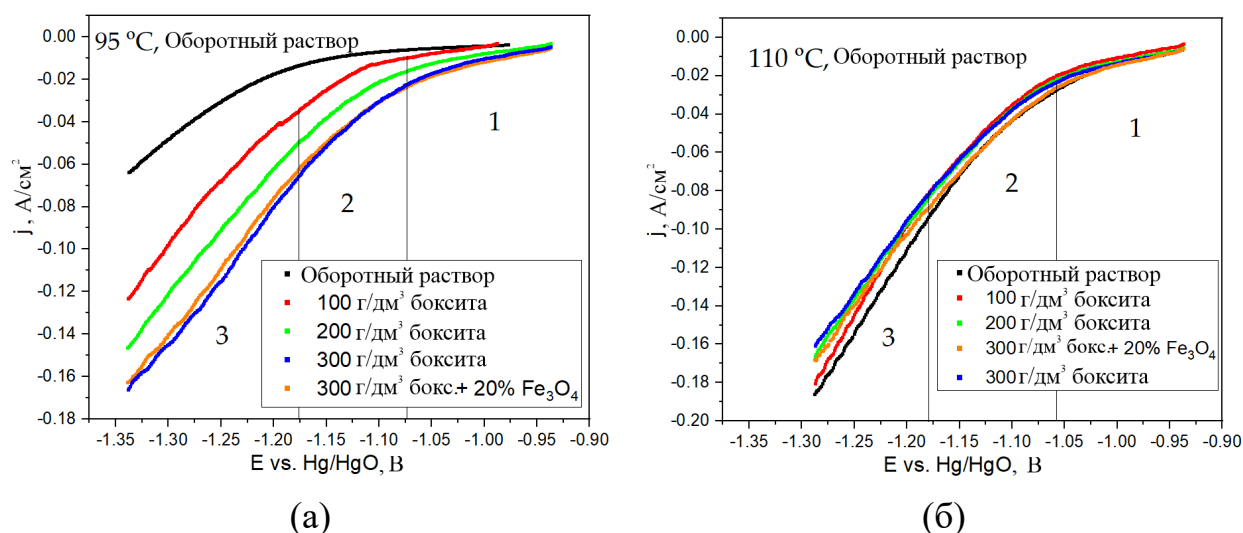 95 °C, Оборотный раствор
0.00
-0.02
-0.04
-0.06
-0.08
-0.10
-0.12
-0.14
-0.16
-0.18
j, А/см²
1
2
3
Оборотный раствор
100 г/дм³ боксита
200 г/дм³ боксита
300 г/дм³ боксита
300 г/дм³ бокс.+ 20% Fe₃O₄
-1.35 -1.30 -1.25 -1.20 -1.15 -1.10 -1.05 -1.00 -0.95 -0.90
E vs. Hg/HgO, В
(а)
110 °C, Оборотный раствор
0.00
-0.02
-0.04
-0.06
-0.08
-0.10
-0.12
-0.14
-0.16
-0.18
-0.20
j, А/см²
1
2
3
Оборотный раствор
100 г/дм³ боксита
200 г/дм³ боксита
300 г/дм³ бокс.+ 20% Fe₃O₄
300 г/дм³ боксита
-1.35 -1.30 -1.25 -1.20 -1.15 -1.10 -1.05 -1.00 -0.95 -0.90
E vs. Hg/HgO, В
(б)